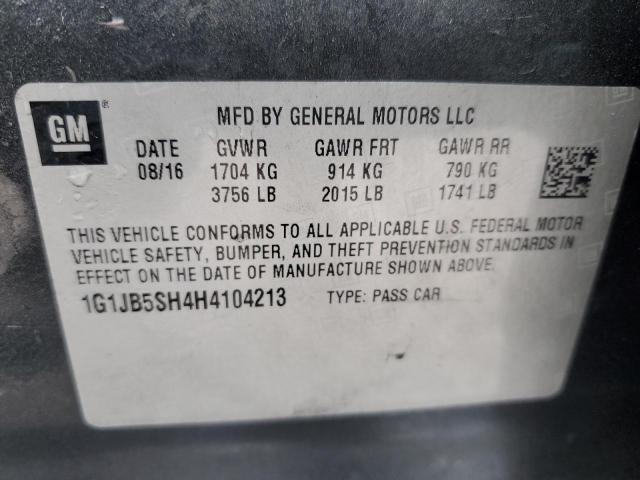 GM®
MFD BY GENERAL MOTORS LLC
DATE GVWR GAWR FRT GAWR RR
08/16 1704 KG 914 KG 790 KG
3756 LB 2015 LB 1741 LB
THIS VEHICLE CONFORMS TO ALL APPLICABLE U.S. FEDERAL MOTOR
VEHICLE SAFETY, BUMPER, AND THEFT PREVENTION STANDARDS IN
EFFECT ON THE DATE OF MANUFACTURE SHOWN ABOVE.
1G1JB5SH4H4104213 TYPE: PASS CAR